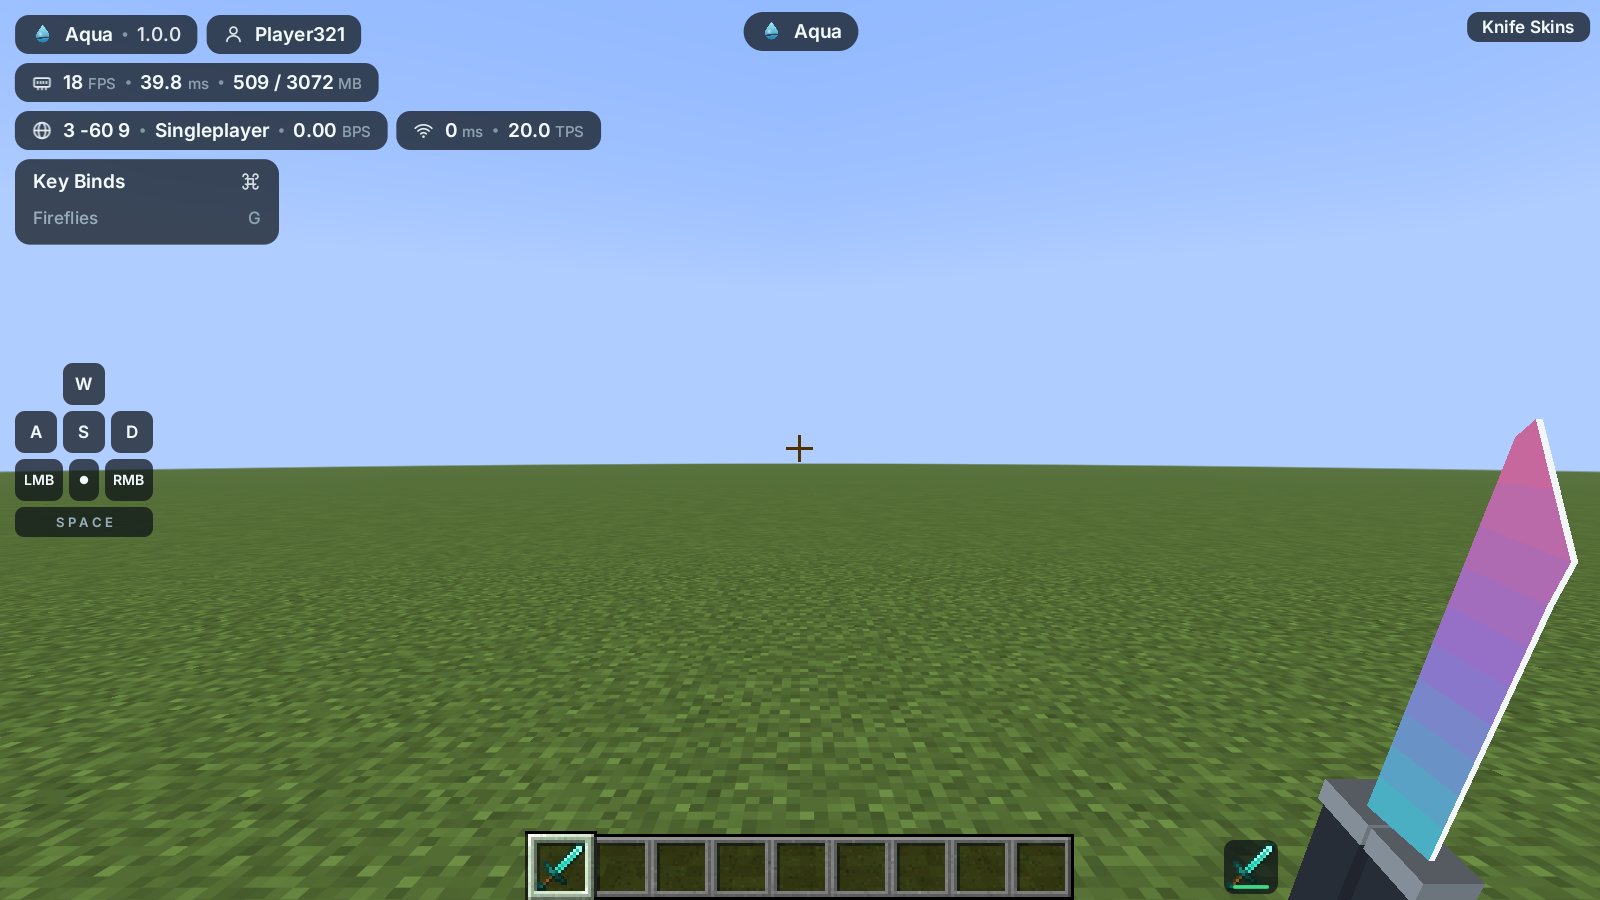 Aqua • 1.0.0
Player321
Aqua
Knife Skins
18 FPS • 39.8 ms • 509 / 3072 MB
3 -60 9 • Singleplayer • 0.00 BPS
0 ms • 20.0 TPS
Key Binds ⌘
Fireflies G
W
A S D
LMB • RMB
SPACE